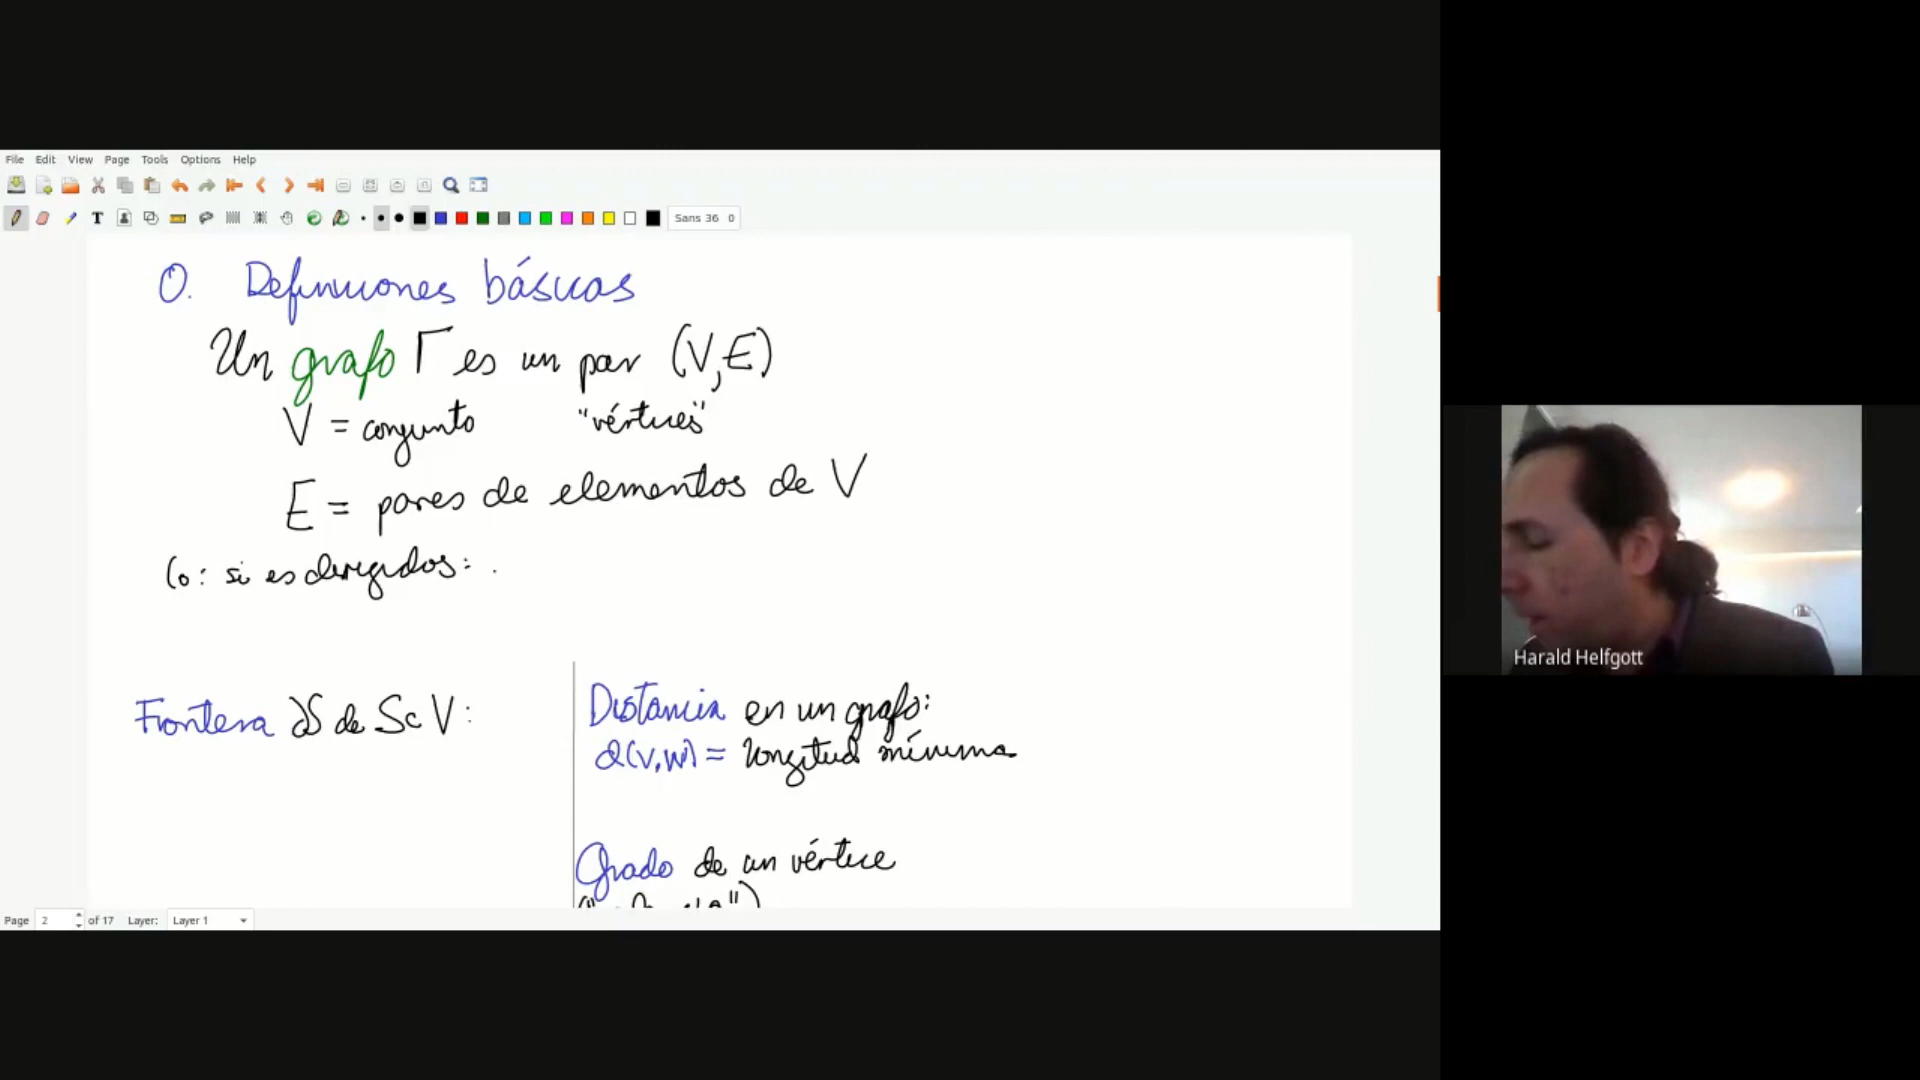 File Edit View Page Tools Options Help
Sans 36 0
0. Definiciones básicas
Un grafo Γ es un par (V,E)
V = conjunto "vértices"
E = pares de elementos de V
(o: si es dirigidos: .
Frontera ∂S de S⊂V:
Distancia en un grafo:
d(v,w) = longitud mínima
Grado de un vértice
Harald Helfgott
Page 2 of 17 Layer: Layer 1